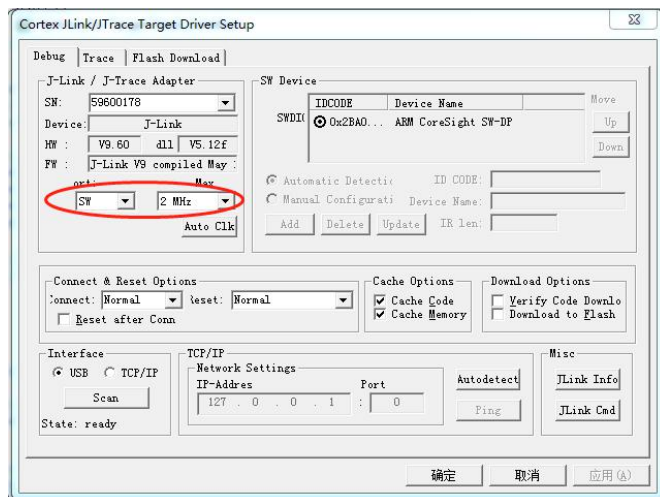 Cortex JLink/JTrace Target Driver Setup
Debug Trace Flash Download
J-Link / J-Trace Adapter
SN: 59600178
Device: J-Link
HW : V9.60 dll V5.12f
FW : J-Link V9 compiled May
ort: Max
SW 2 MHz
Auto Clk
SW Device
IDCODE Device Name
SWDI 0x2BA0... ARM CoreSight SW-DP
Move
Up
Down
Automatic Detectic ID CODE:
Manual Configurati Device Name:
Add Delete Update IR len:
Connect & Reset Options
Connect: Normal Reset: Normal
Reset after Conn
Cache Options
Cache Code
Cache Memory
Download Options
Verify Code Downlo
Download to Flash
Interface
USB TCP/IP
Scan
State: ready
TCP/IP
Network Settings
IP-Addres Port
127 . 0 . 0 . 1 : 0
Autodetect
Ping
Misc
JLink Info
JLink Cmd
确定 取消 应用(A)